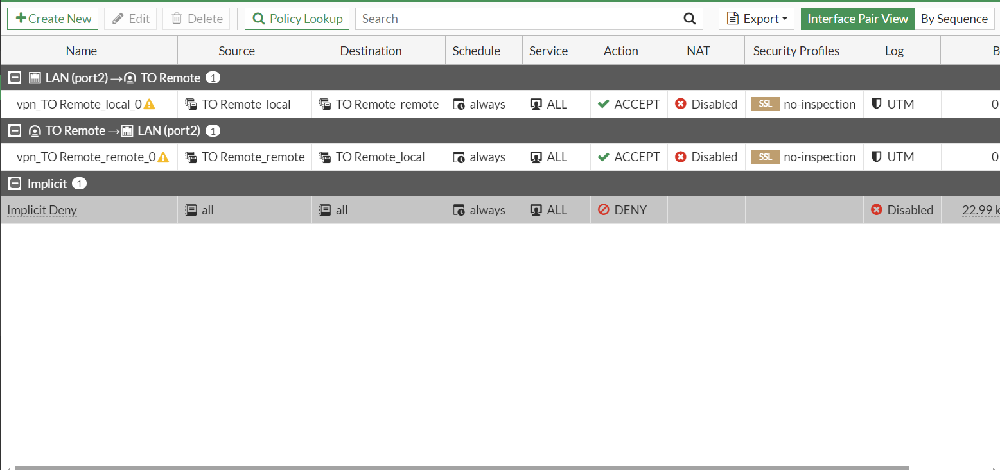 Create New Edit Delete Policy Lookup Search Export Interface Pair View By Sequence
Name Source Destination Schedule Service Action NAT Security Profiles Log B
LAN (port2) → TO Remote 1
vpn_TO Remote_local_0 TO Remote_local TO Remote_remote always ALL ACCEPT Disabled SSL no-inspection UTM 0
TO Remote → LAN (port2) 1
vpn_TO Remote_remote_0 TO Remote_remote TO Remote_local always ALL ACCEPT Disabled SSL no-inspection UTM 0
Implicit 1
Implicit Deny all all always ALL DENY Disabled 22.99 k